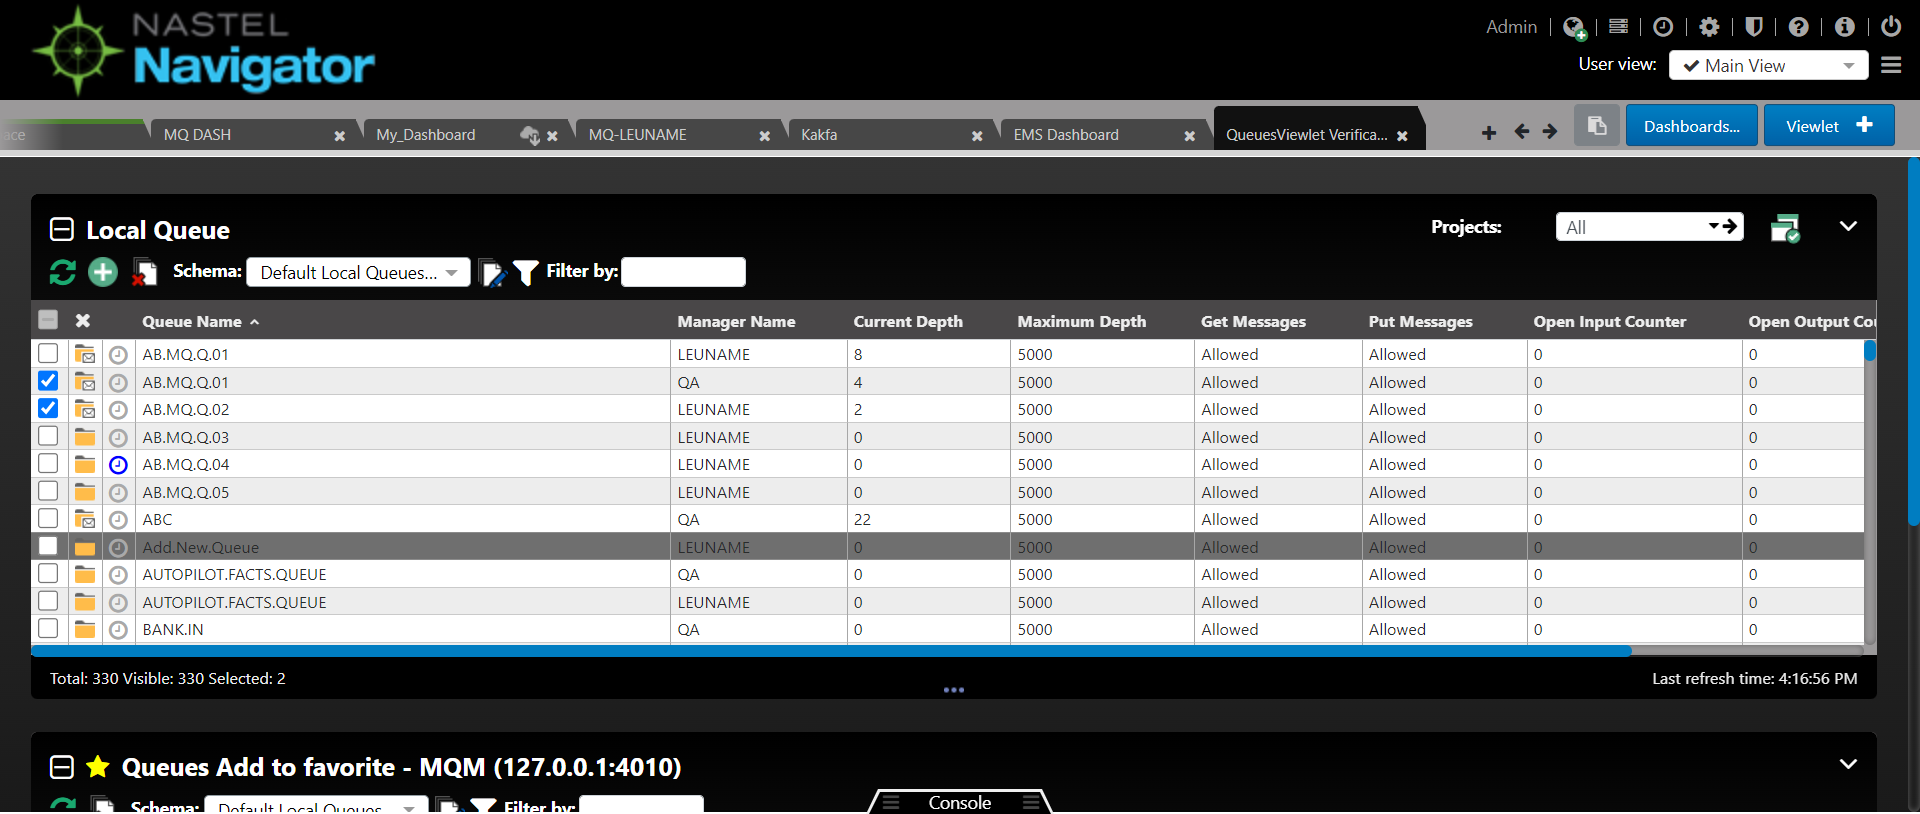 NASTEL
Navigator
Admin
User view: Main View
ace
MQ DASH
My_Dashboard
MQ-LEUNAME
Kakfa
EMS Dashboard
QueuesViewlet Verifica...
Dashboards...
Viewlet
Local Queue
Projects: All
Schema: Default Local Queues... Filter by:
Queue Name Manager Name Current Depth Maximum Depth Get Messages Put Messages Open Input Counter Open Output Cou
AB.MQ.Q.01 LEUNAME 8 5000 Allowed Allowed 0 0
AB.MQ.Q.01 QA 4 5000 Allowed Allowed 0 0
AB.MQ.Q.02 LEUNAME 2 5000 Allowed Allowed 0 0
AB.MQ.Q.03 LEUNAME 0 5000 Allowed Allowed 0 0
AB.MQ.Q.04 LEUNAME 0 5000 Allowed Allowed 0 0
AB.MQ.Q.05 LEUNAME 0 5000 Allowed Allowed 0 0
ABC QA 22 5000 Allowed Allowed 0 0
Add.New.Queue LEUNAME 0 5000 Allowed Allowed 0 0
AUTOPILOT.FACTS.QUEUE QA 0 5000 Allowed Allowed 0 0
AUTOPILOT.FACTS.QUEUE LEUNAME 0 5000 Allowed Allowed 0 0
BANK.IN QA 0 5000 Allowed Allowed 0 0
Total: 330 Visible: 330 Selected: 2
Last refresh time: 4:16:56 PM
Queues Add to favorite - MQM (127.0.0.1:4010)
Schema: Default Local Queues Filter by:
Console